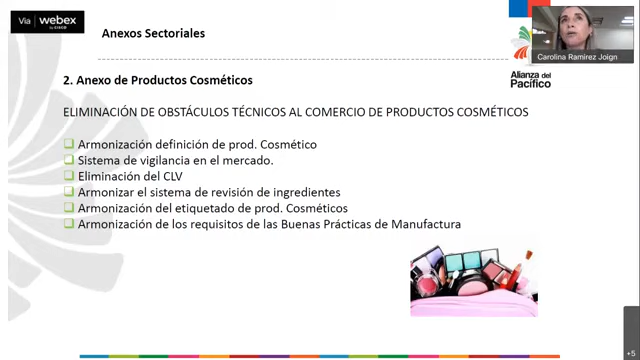 Via webex
by CISCO
Anexos Sectoriales
Carolina Ramirez Joign
Alianza del
Pacífico
2. Anexo de Productos Cosméticos
ELIMINACIÓN DE OBSTÁCULOS TÉCNICOS AL COMERCIO DE PRODUCTOS COSMÉTICOS
Armonización definición de prod. Cosmético
Sistema de vigilancia en el mercado.
Eliminación del CLV
Armonizar el sistema de revisión de ingredientes
Armonización del etiquetado de prod. Cosméticos
Armonización de los requisitos de las Buenas Prácticas de Manufactura
+5